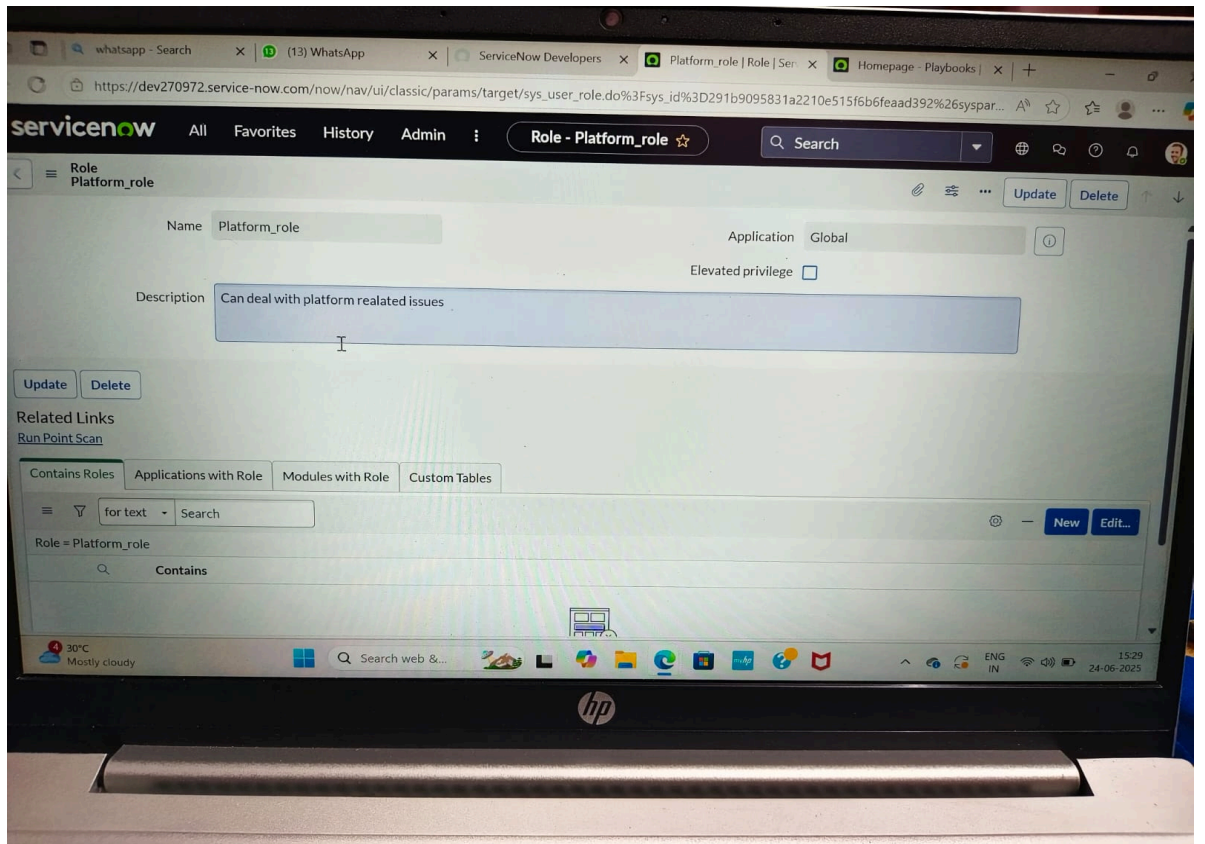 whatsapp - Search
(13) WhatsApp
ServiceNow Developers
Platform_role | Role | Ser
Homepage - Playbooks |
https://dev270972.service-now.com/now/nav/ui/classic/params/target/sys_user_role.do%3Fsys_id%3D291b9095831a2210e515f6b6feaad392%26syspar...
servicenow All Favorites History Admin Role - Platform_role Search
Role
Platform_role
Update Delete
Name Platform_role
Application Global
Elevated privilege
Description Can deal with platform realated issues
Update Delete
Related Links
Run Point Scan
Contains Roles Applications with Role Modules with Role Custom Tables
for text Search
New Edit...
Role = Platform_role
Contains
4 30°C
Mostly cloudy
Search web &...
myhp
ENG
IN
15:29
24-06-2025
hp